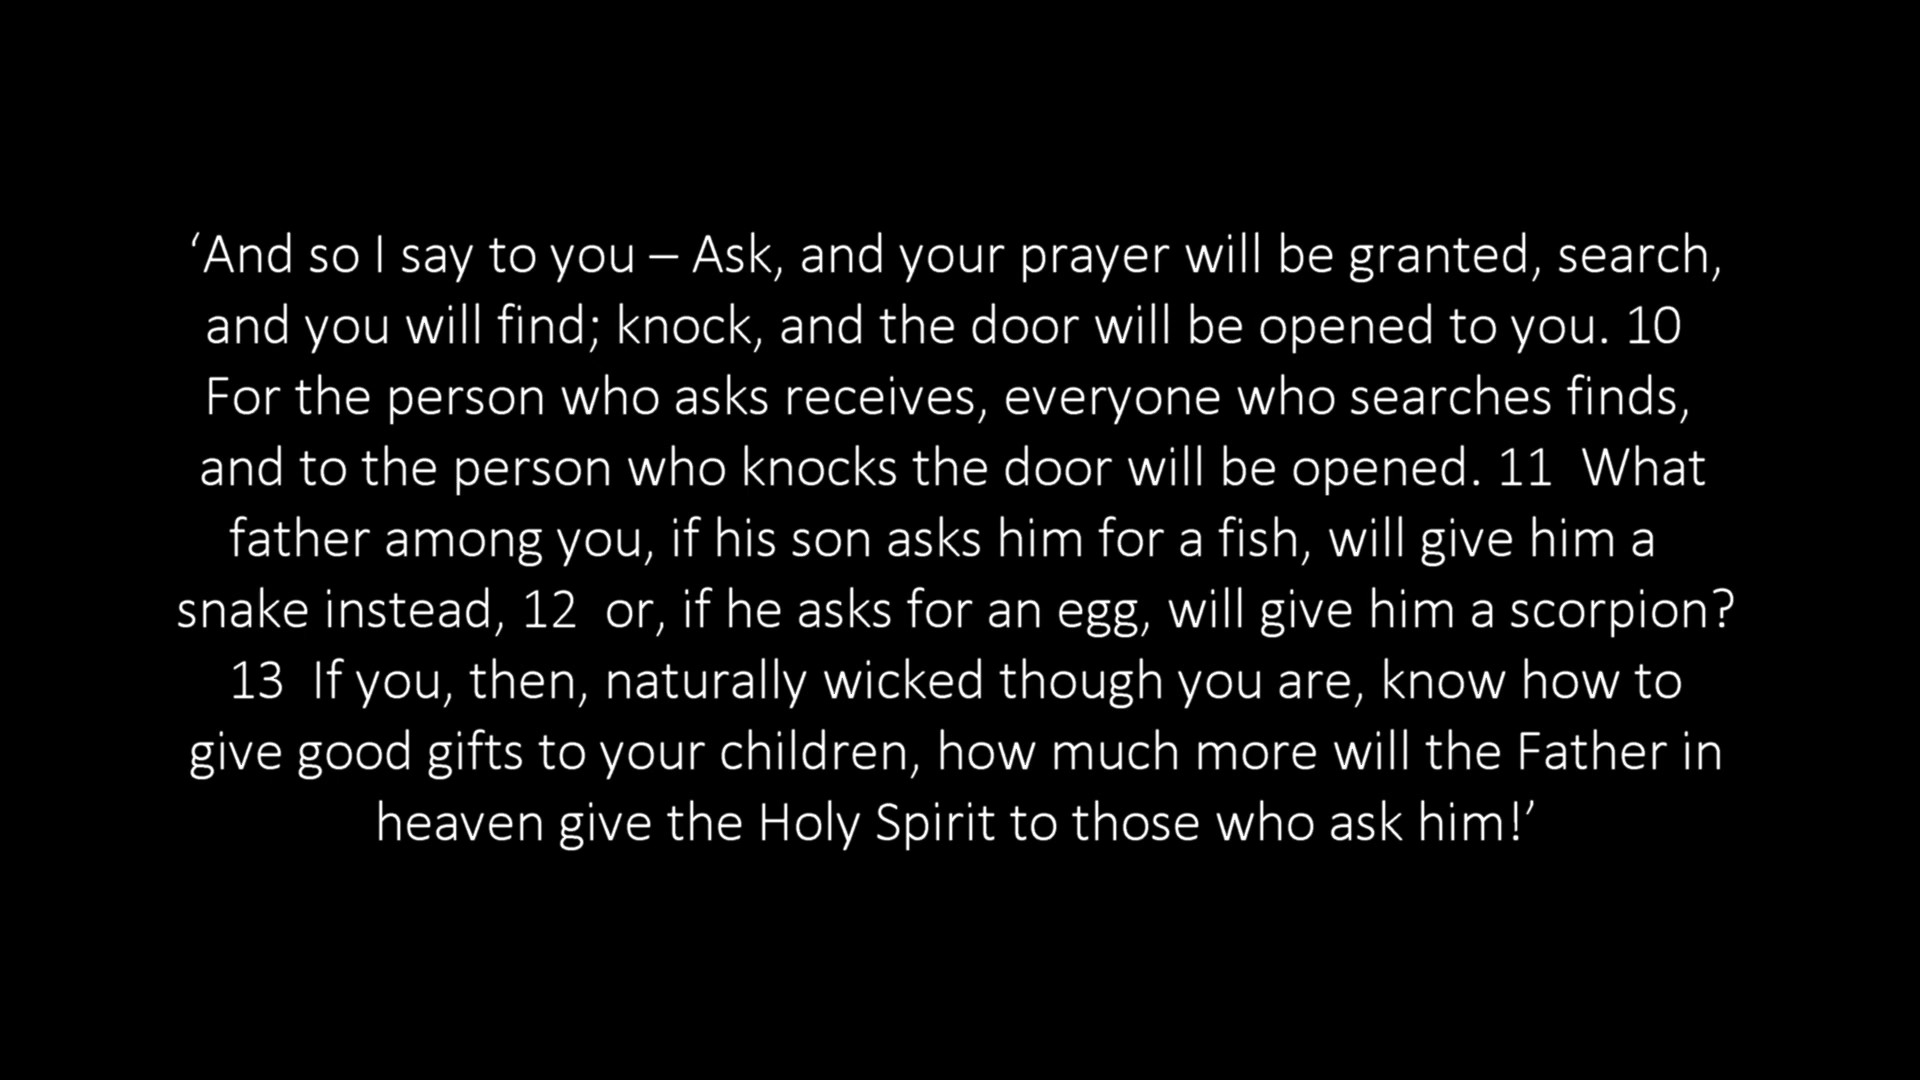 ‘And so I say to you – Ask, and your prayer will be granted, search,
and you will find; knock, and the door will be opened to you. 10
For the person who asks receives, everyone who searches finds,
and to the person who knocks the door will be opened. 11  What
father among you, if his son asks him for a fish, will give him a
snake instead, 12  or, if he asks for an egg, will give him a scorpion?
13  If you, then, naturally wicked though you are, know how to
give good gifts to your children, how much more will the Father in
heaven give the Holy Spirit to those who ask him!’